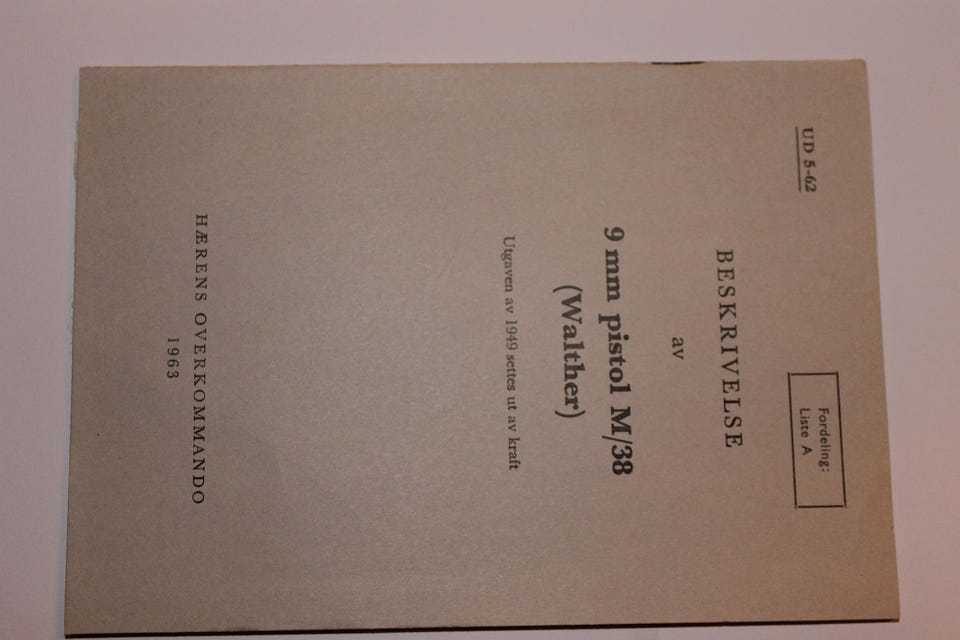 UD 5-62
Fordeling:
Liste A
BESKRIVELSE
av
9 mm pistol M/38
(Walther)
Utgaven av 1949 settes ut av kraft
HÆRENS OVERKOMMANDO
1963